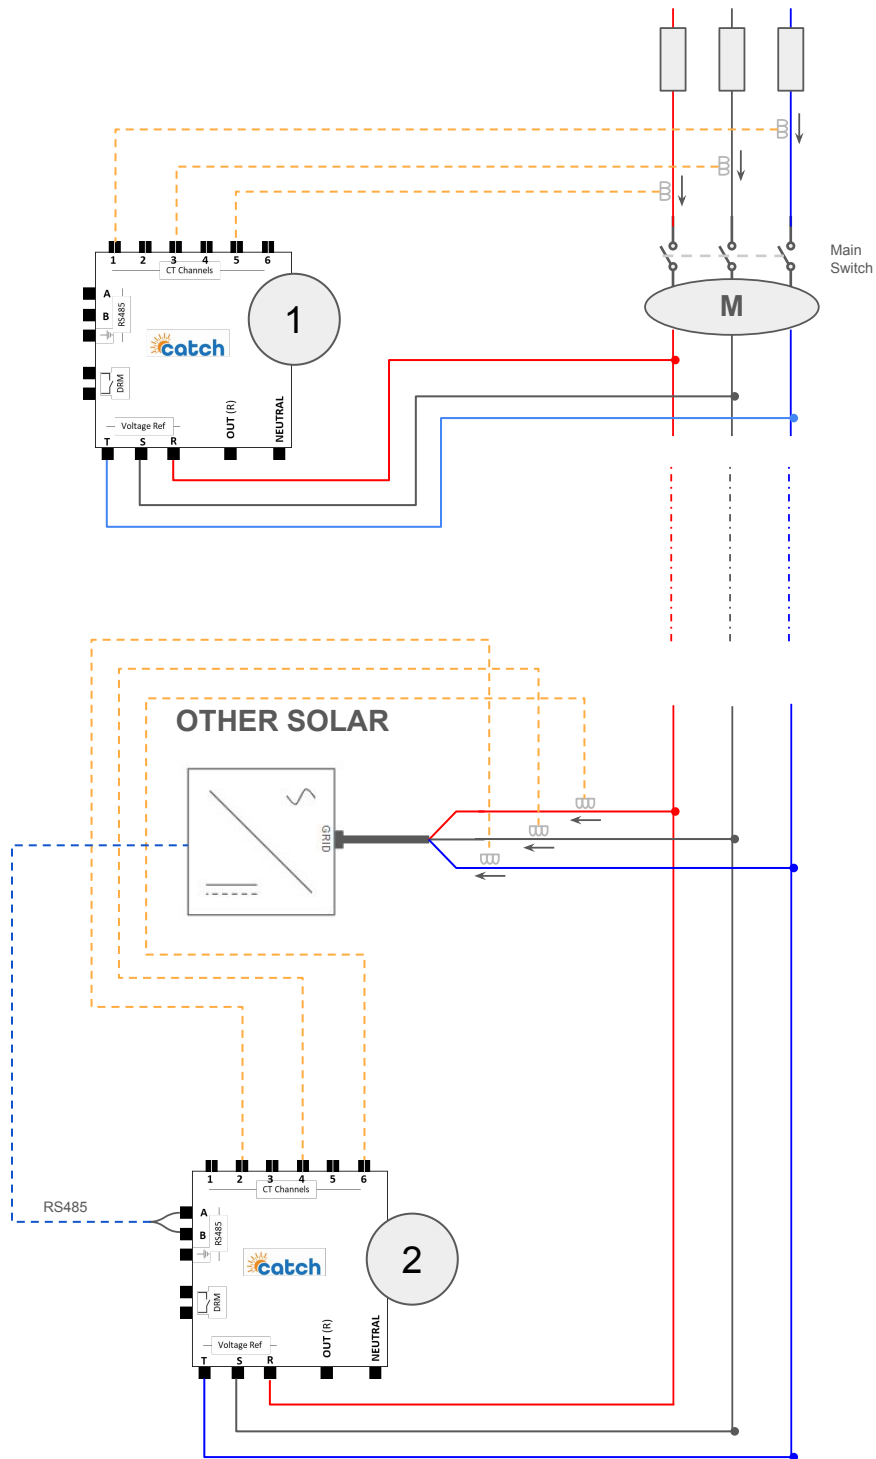 Main
Switch
M
1 2 3 4 5 6
CT Channels
A
B
RS485
1
catch
DRM
OUT (R)
NEUTRAL
Voltage Ref
T S R
OTHER SOLAR
GRID
1 2 3 4 5 6
CT Channels
RS485
A
B
RS485
2
catch
DRM
OUT (R)
NEUTRAL
Voltage Ref
T S R